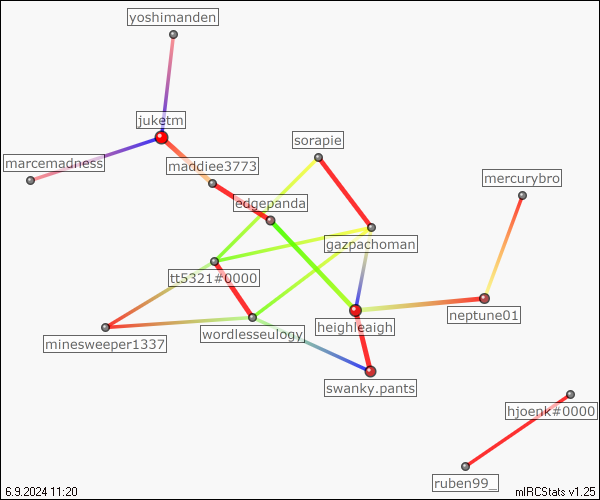 yoshimanden
juketm
sorapie
marcemadness
maddiee3773
mercurybro
edgepanda
gazpachoman
tt5321#0000
neptune01
heighleaigh
wordlesseulogy
minesweeper1337
swanky.pants
hjoenk#0000
ruben99_
6.9.2024 11:20
mIRCStats v1.25